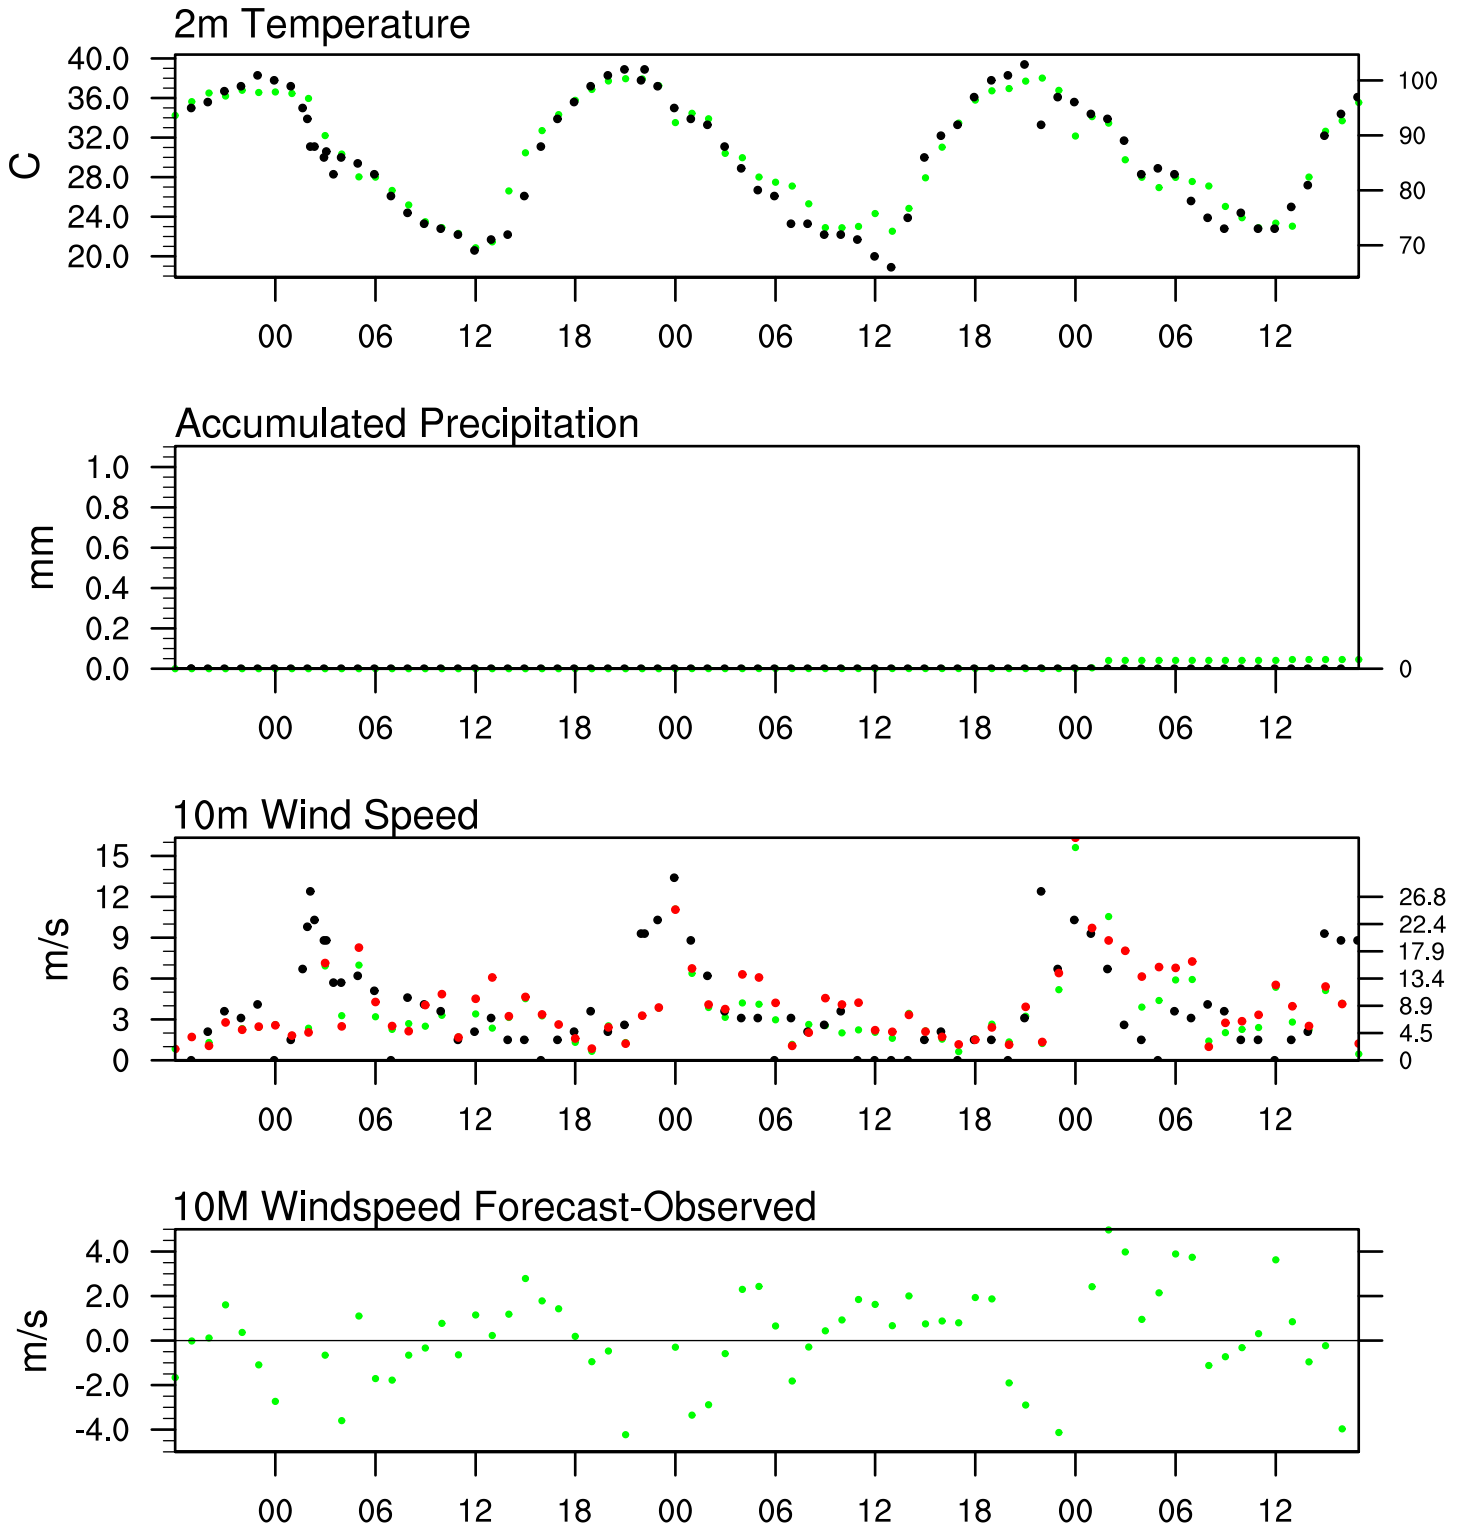 2m Temperature
C
40.0
36.0
32.0
28.0
24.0
20.0
100
90
80
70
00 06 12 18 00 06 12 18 00 06 12
Accumulated Precipitation
mm
1.0
0.8
0.6
0.4
0.2
0.0
0
00 06 12 18 00 06 12 18 00 06 12
10m Wind Speed
m/s
15
12
9
6
3
0
26.8
22.4
17.9
13.4
8.9
4.5
0
00 06 12 18 00 06 12 18 00 06 12
10M Windspeed Forecast-Observed
m/s
4.0
2.0
0.0
-2.0
-4.0
00 06 12 18 00 06 12 18 00 06 12